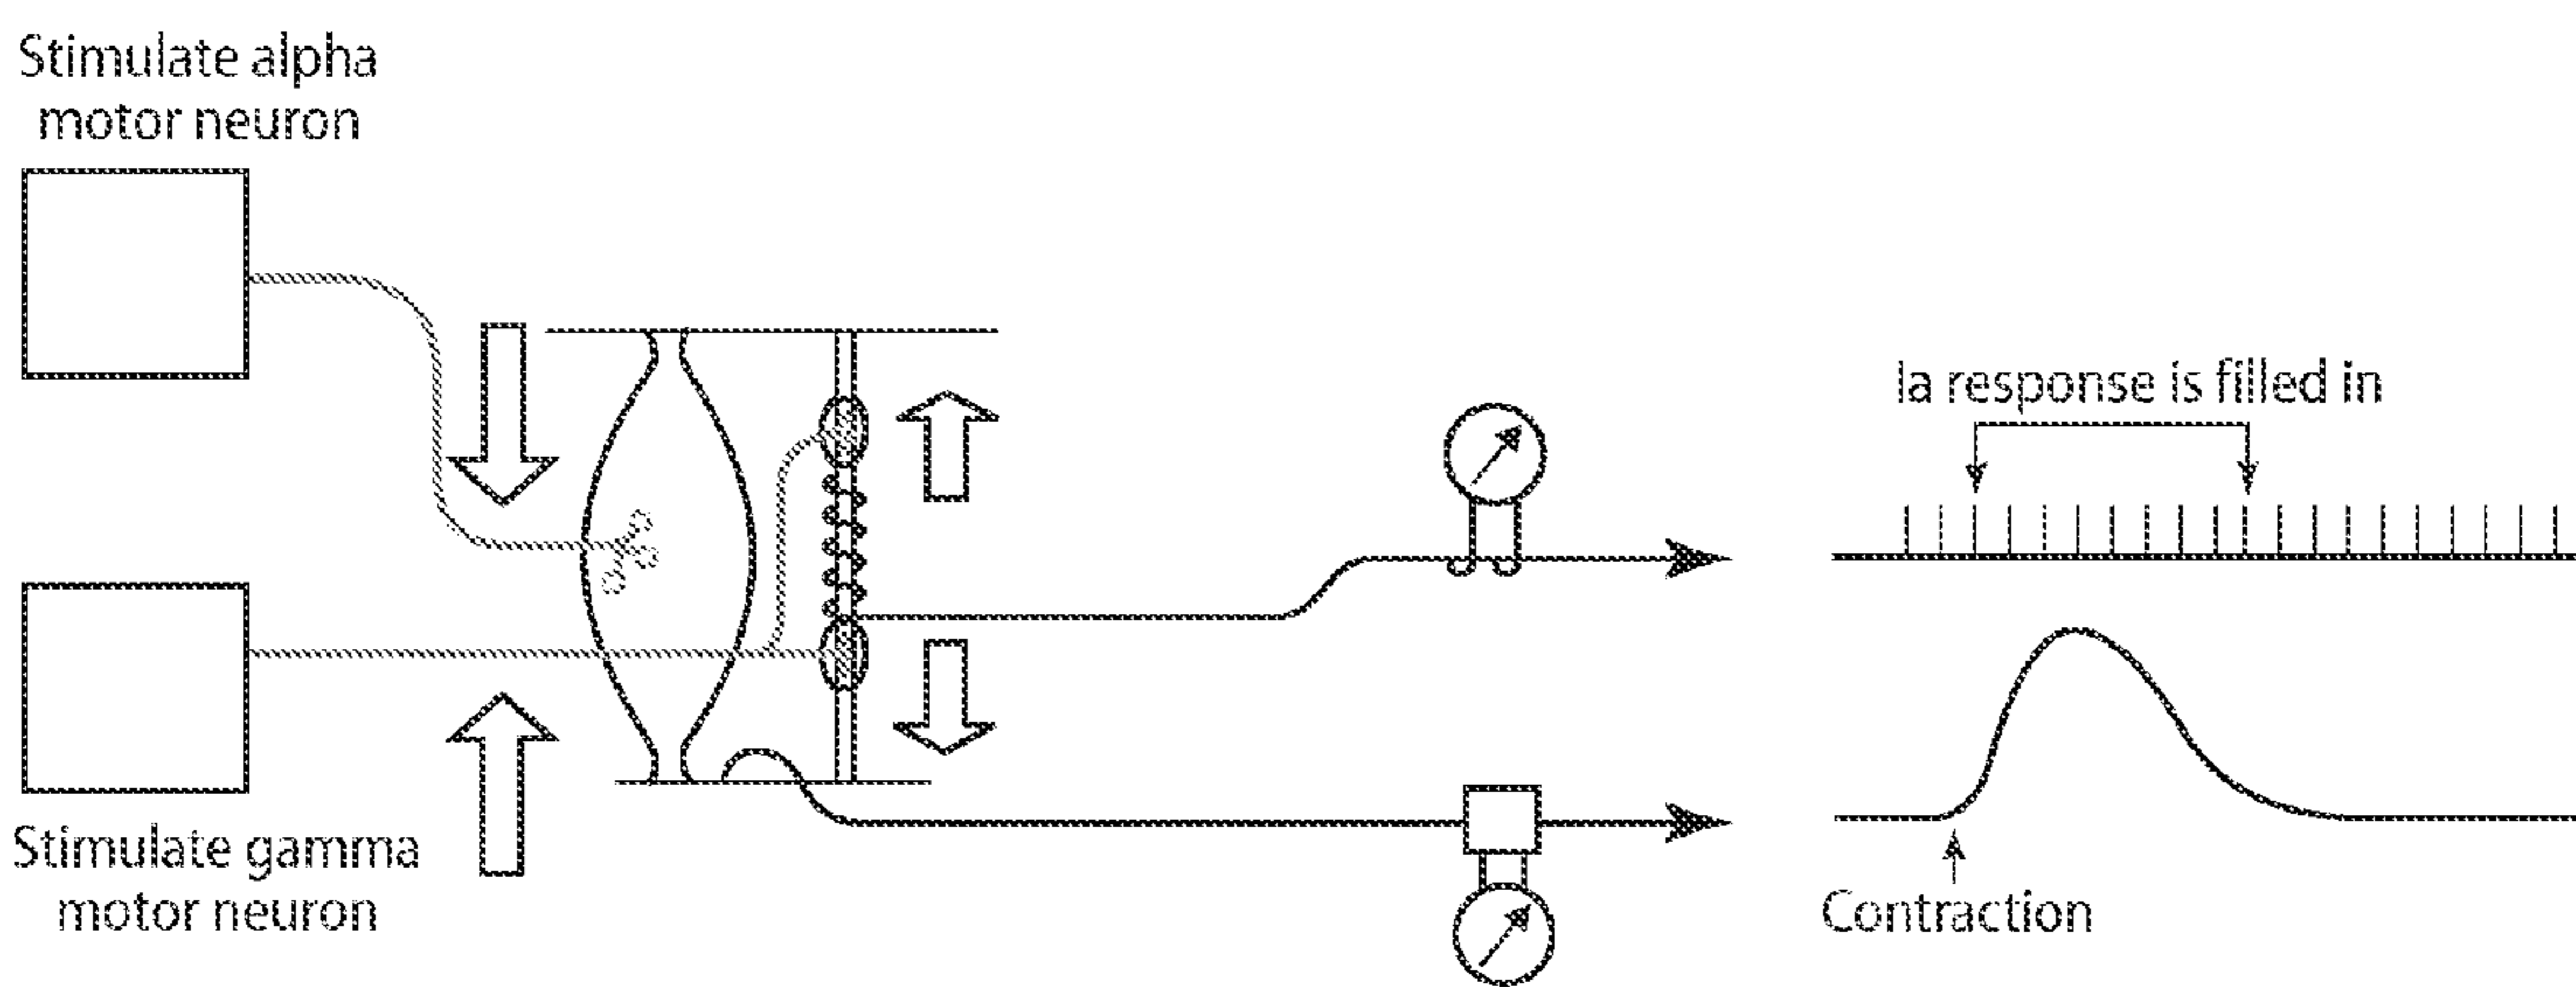 Stimulate alpha
motor neuron
Ia response is filled in
Stimulate gamma
motor neuron
Contraction